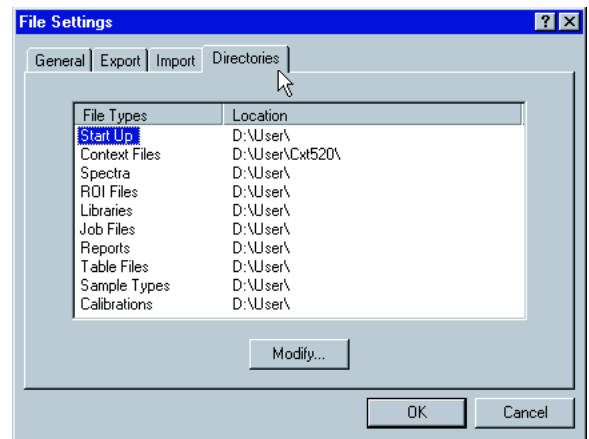 File Settings
General Export Import Directories
File Types Location
Start Up D:\User\
Context Files D:\User\Cxt520\
Spectra D:\User\
ROI Files D:\User\
Libraries D:\User\
Job Files D:\User\
Reports D:\User\
Table Files D:\User\
Sample Types D:\User\
Calibrations D:\User\
Modify...
OK Cancel